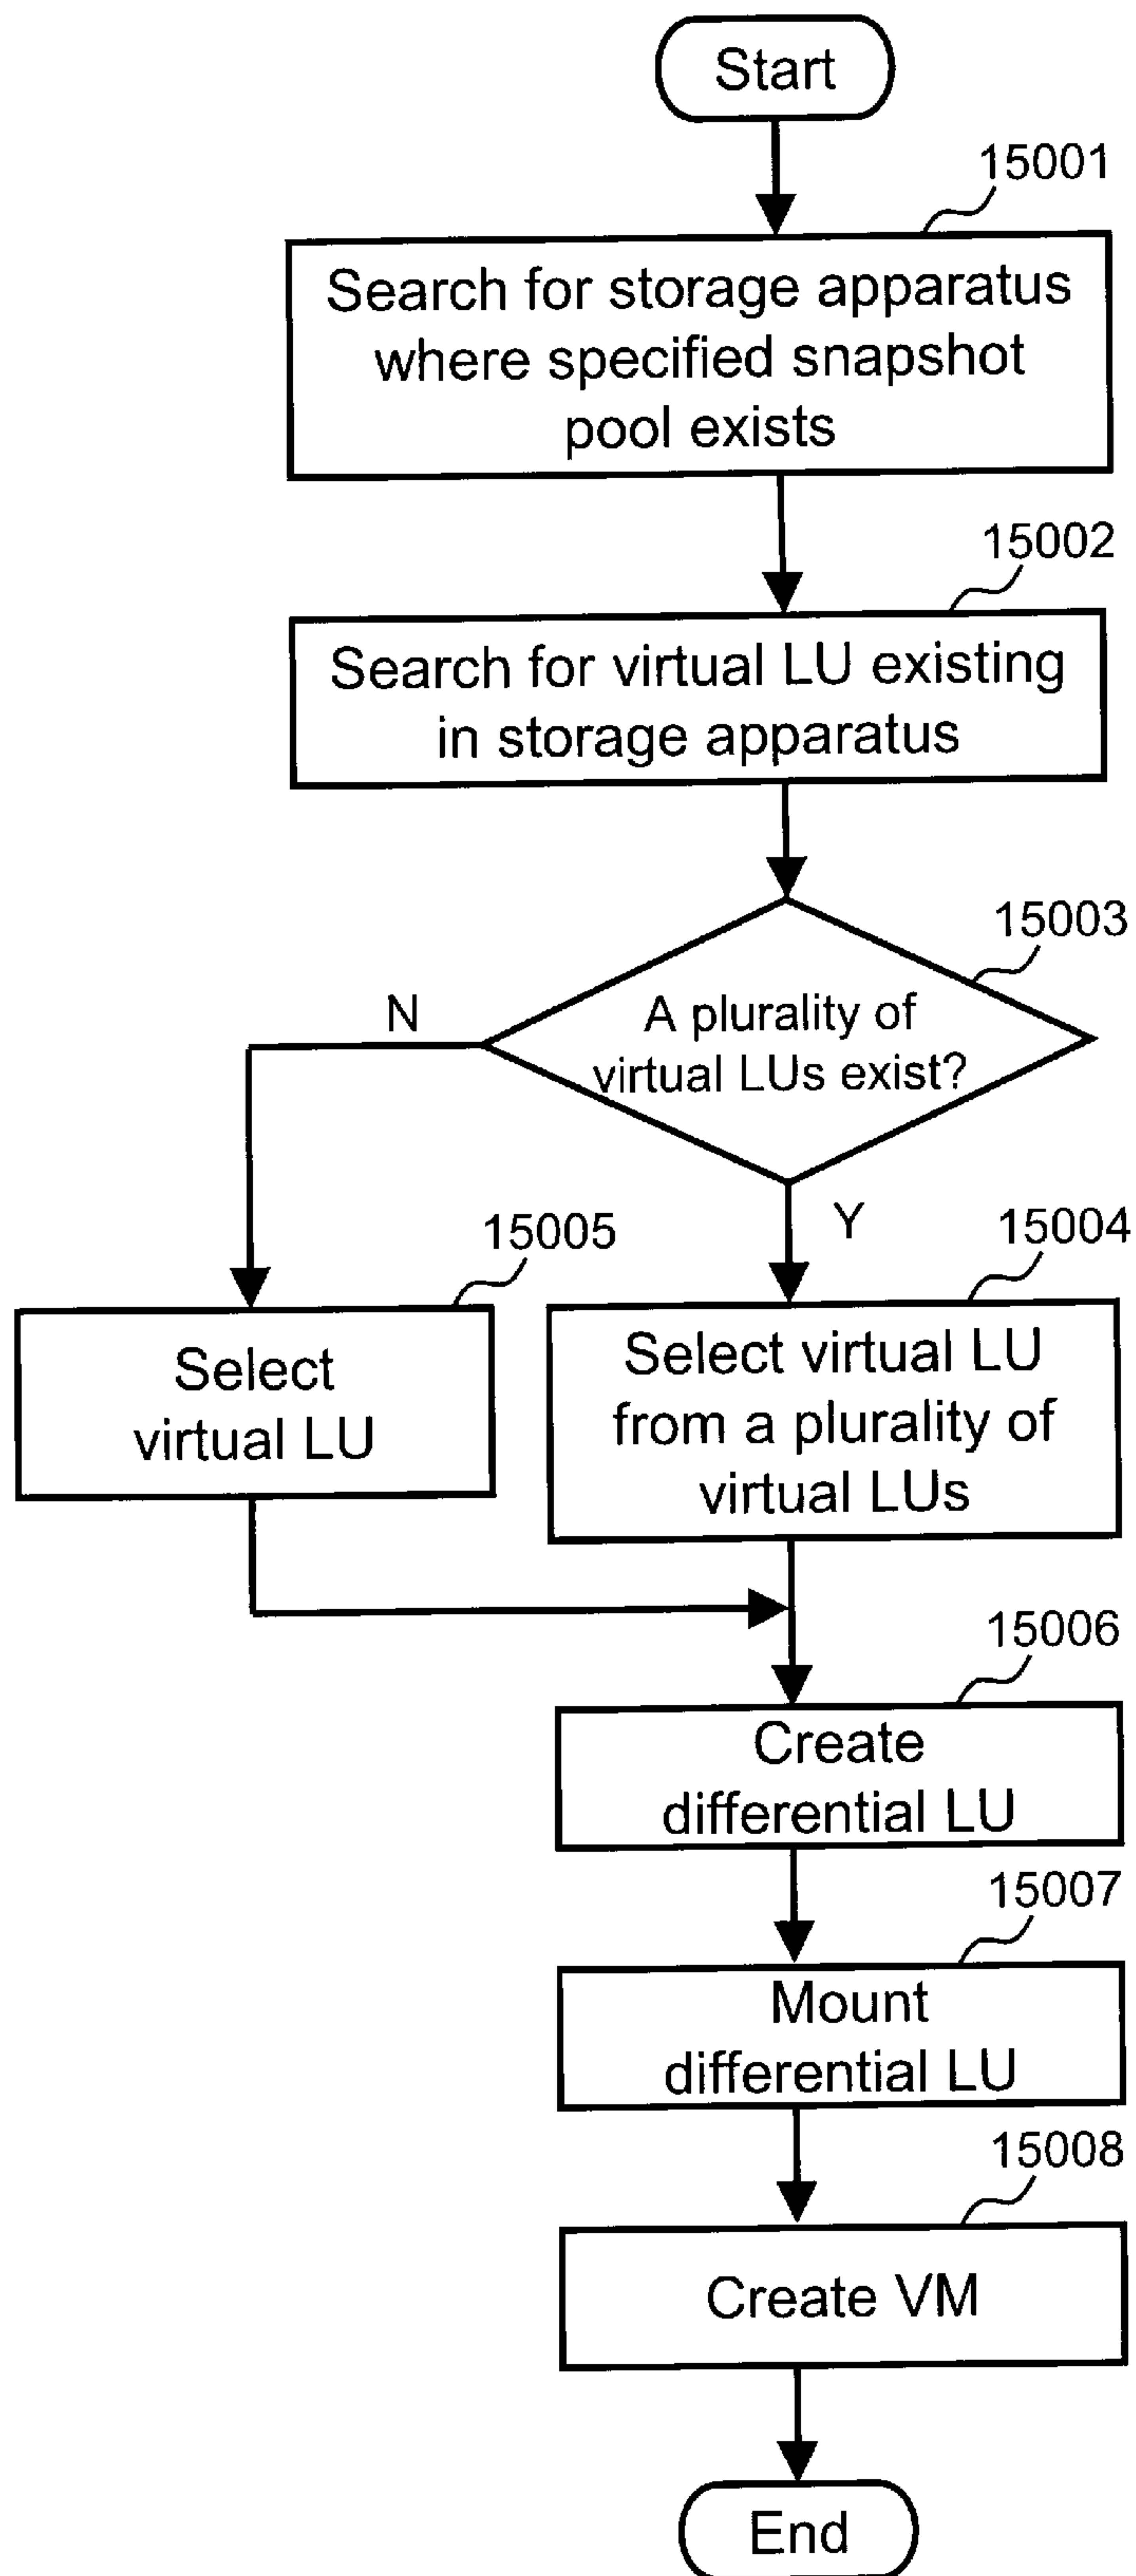 Start
15001
Search for storage apparatus
where specified snapshot
pool exists
15002
Search for virtual LU existing
in storage apparatus
15003
A plurality of
virtual LUs exist?
N
Y
15005
Select
virtual LU
15004
Select virtual LU
from a plurality of
virtual LUs
15006
Create
differential LU
15007
Mount
differential LU
15008
Create VM
End